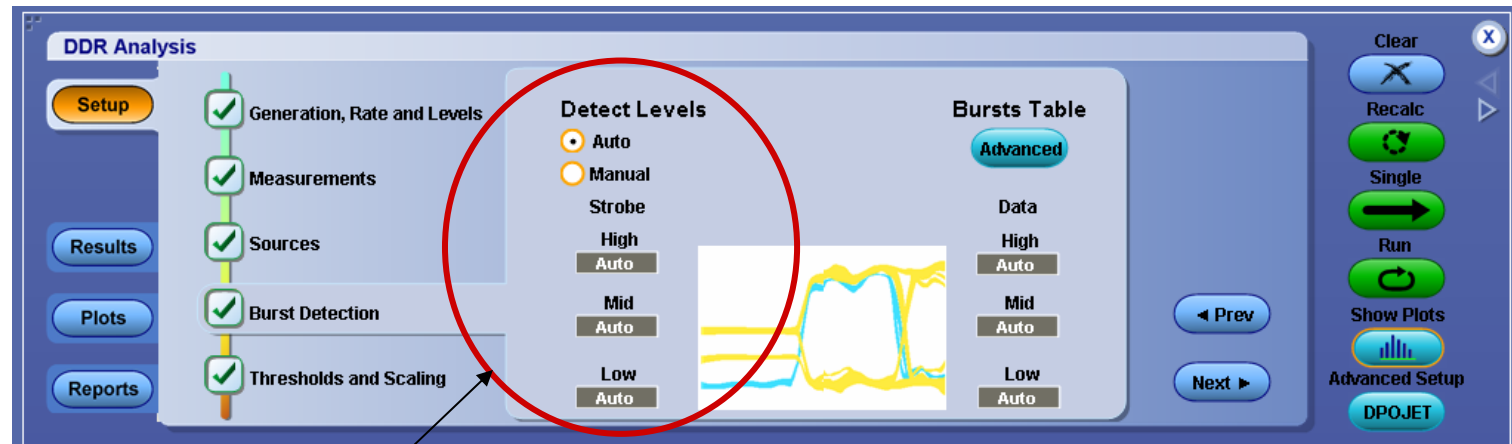 DDR Analysis
Setup
Results
Plots
Reports
Generation, Rate and Levels
Measurements
Sources
Burst Detection
Thresholds and Scaling
Detect Levels
Auto
Manual
Strobe
High
Auto
Mid
Auto
Low
Auto
Bursts Table
Advanced
Data
High
Auto
Mid
Auto
Low
Auto
◄ Prev
Next ►
Clear
X
Recalc
Single
Run
Show Plots
Advanced Setup
DPOJET